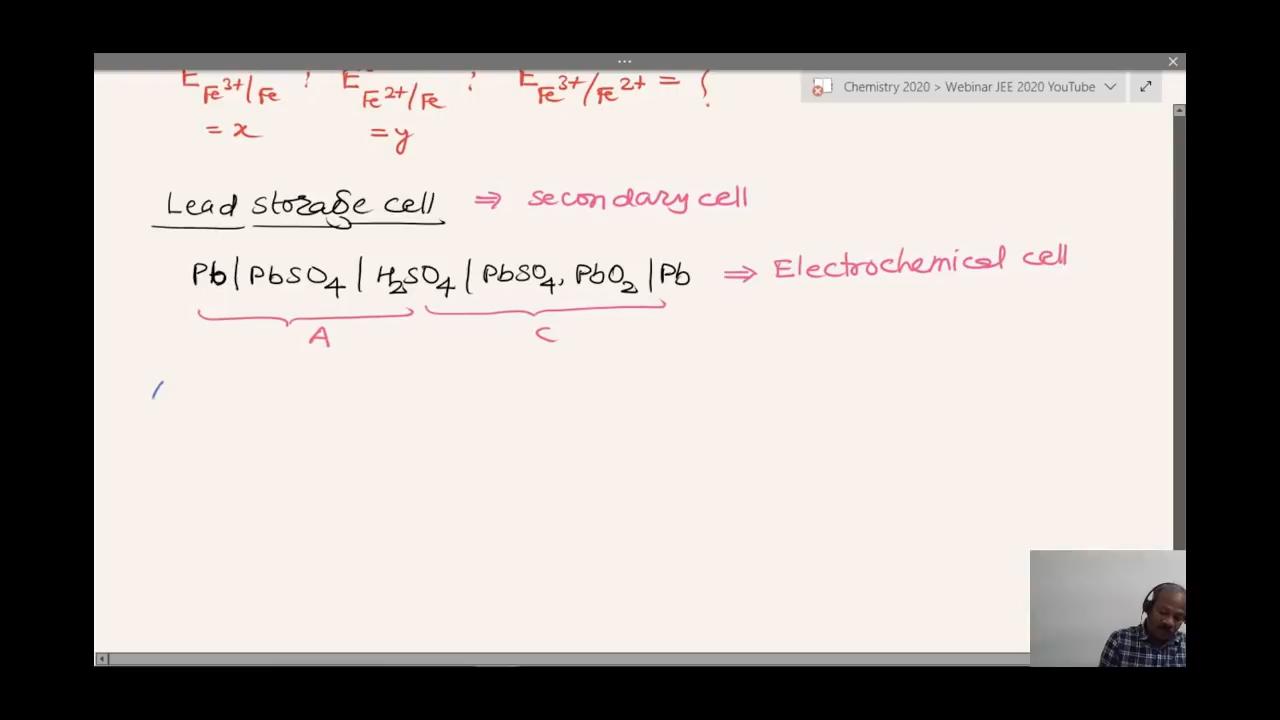 E Fe³⁺/Fe ? E Fe²⁺/Fe ? E Fe³⁺/Fe²⁺ = ?
= x = y
Chemistry 2020 > Webinar JEE 2020 YouTube
Lead storage cell ⇒ secondary cell
Pb | PbSO₄ | H₂SO₄ | PbSO₄, PbO₂ | Pb ⇒ Electrochemical cell
A C